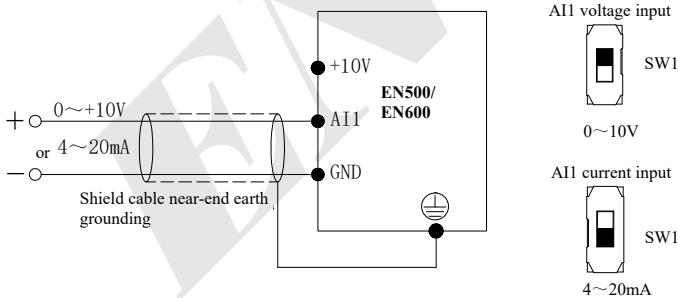 AI1 voltage input
SW1
0~10V
+10V
EN500/
EN600
0~+10V
+
AI1
or 4~20mA
-
GND
Shield cable near-end earth
grounding
AI1 current input
SW1
4~20mA